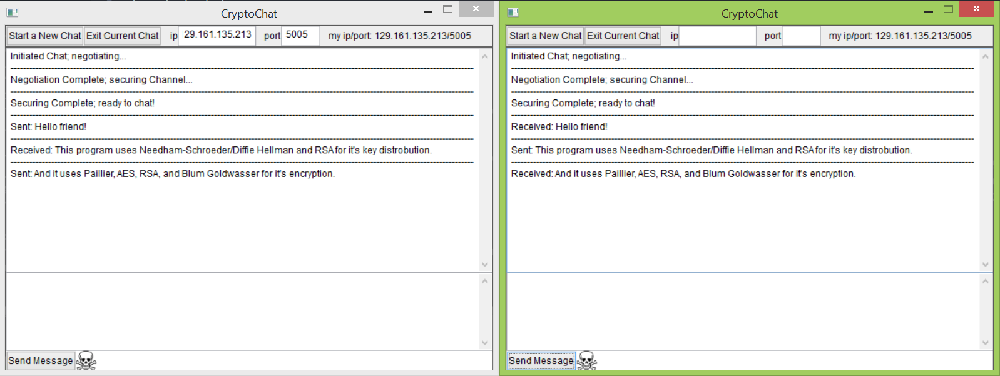 CryptoChat
Start a New Chat Exit Current Chat ip 29.161.135.213 port 5005 my ip/port: 129.161.135.213/5005
Initiated Chat; negotiating...
Negotiation Complete; securing Channel...
Securing Complete; ready to chat!
Sent: Hello friend!
Received: This program uses Needham-Schroeder/Diffie Hellman and RSA for it's key distrobution.
Sent: And it uses Paillier, AES, RSA, and Blum Goldwasser for it's encryption.
Send Message
CryptoChat
Start a New Chat Exit Current Chat ip port my ip/port: 129.161.135.213/5005
Initiated Chat; negotiating...
Negotiation Complete; securing Channel...
Securing Complete; ready to chat!
Received: Hello friend!
Sent: This program uses Needham-Schroeder/Diffie Hellman and RSA for it's key distrobution.
Received: And it uses Paillier, AES, RSA, and Blum Goldwasser for it's encryption.
Send Message